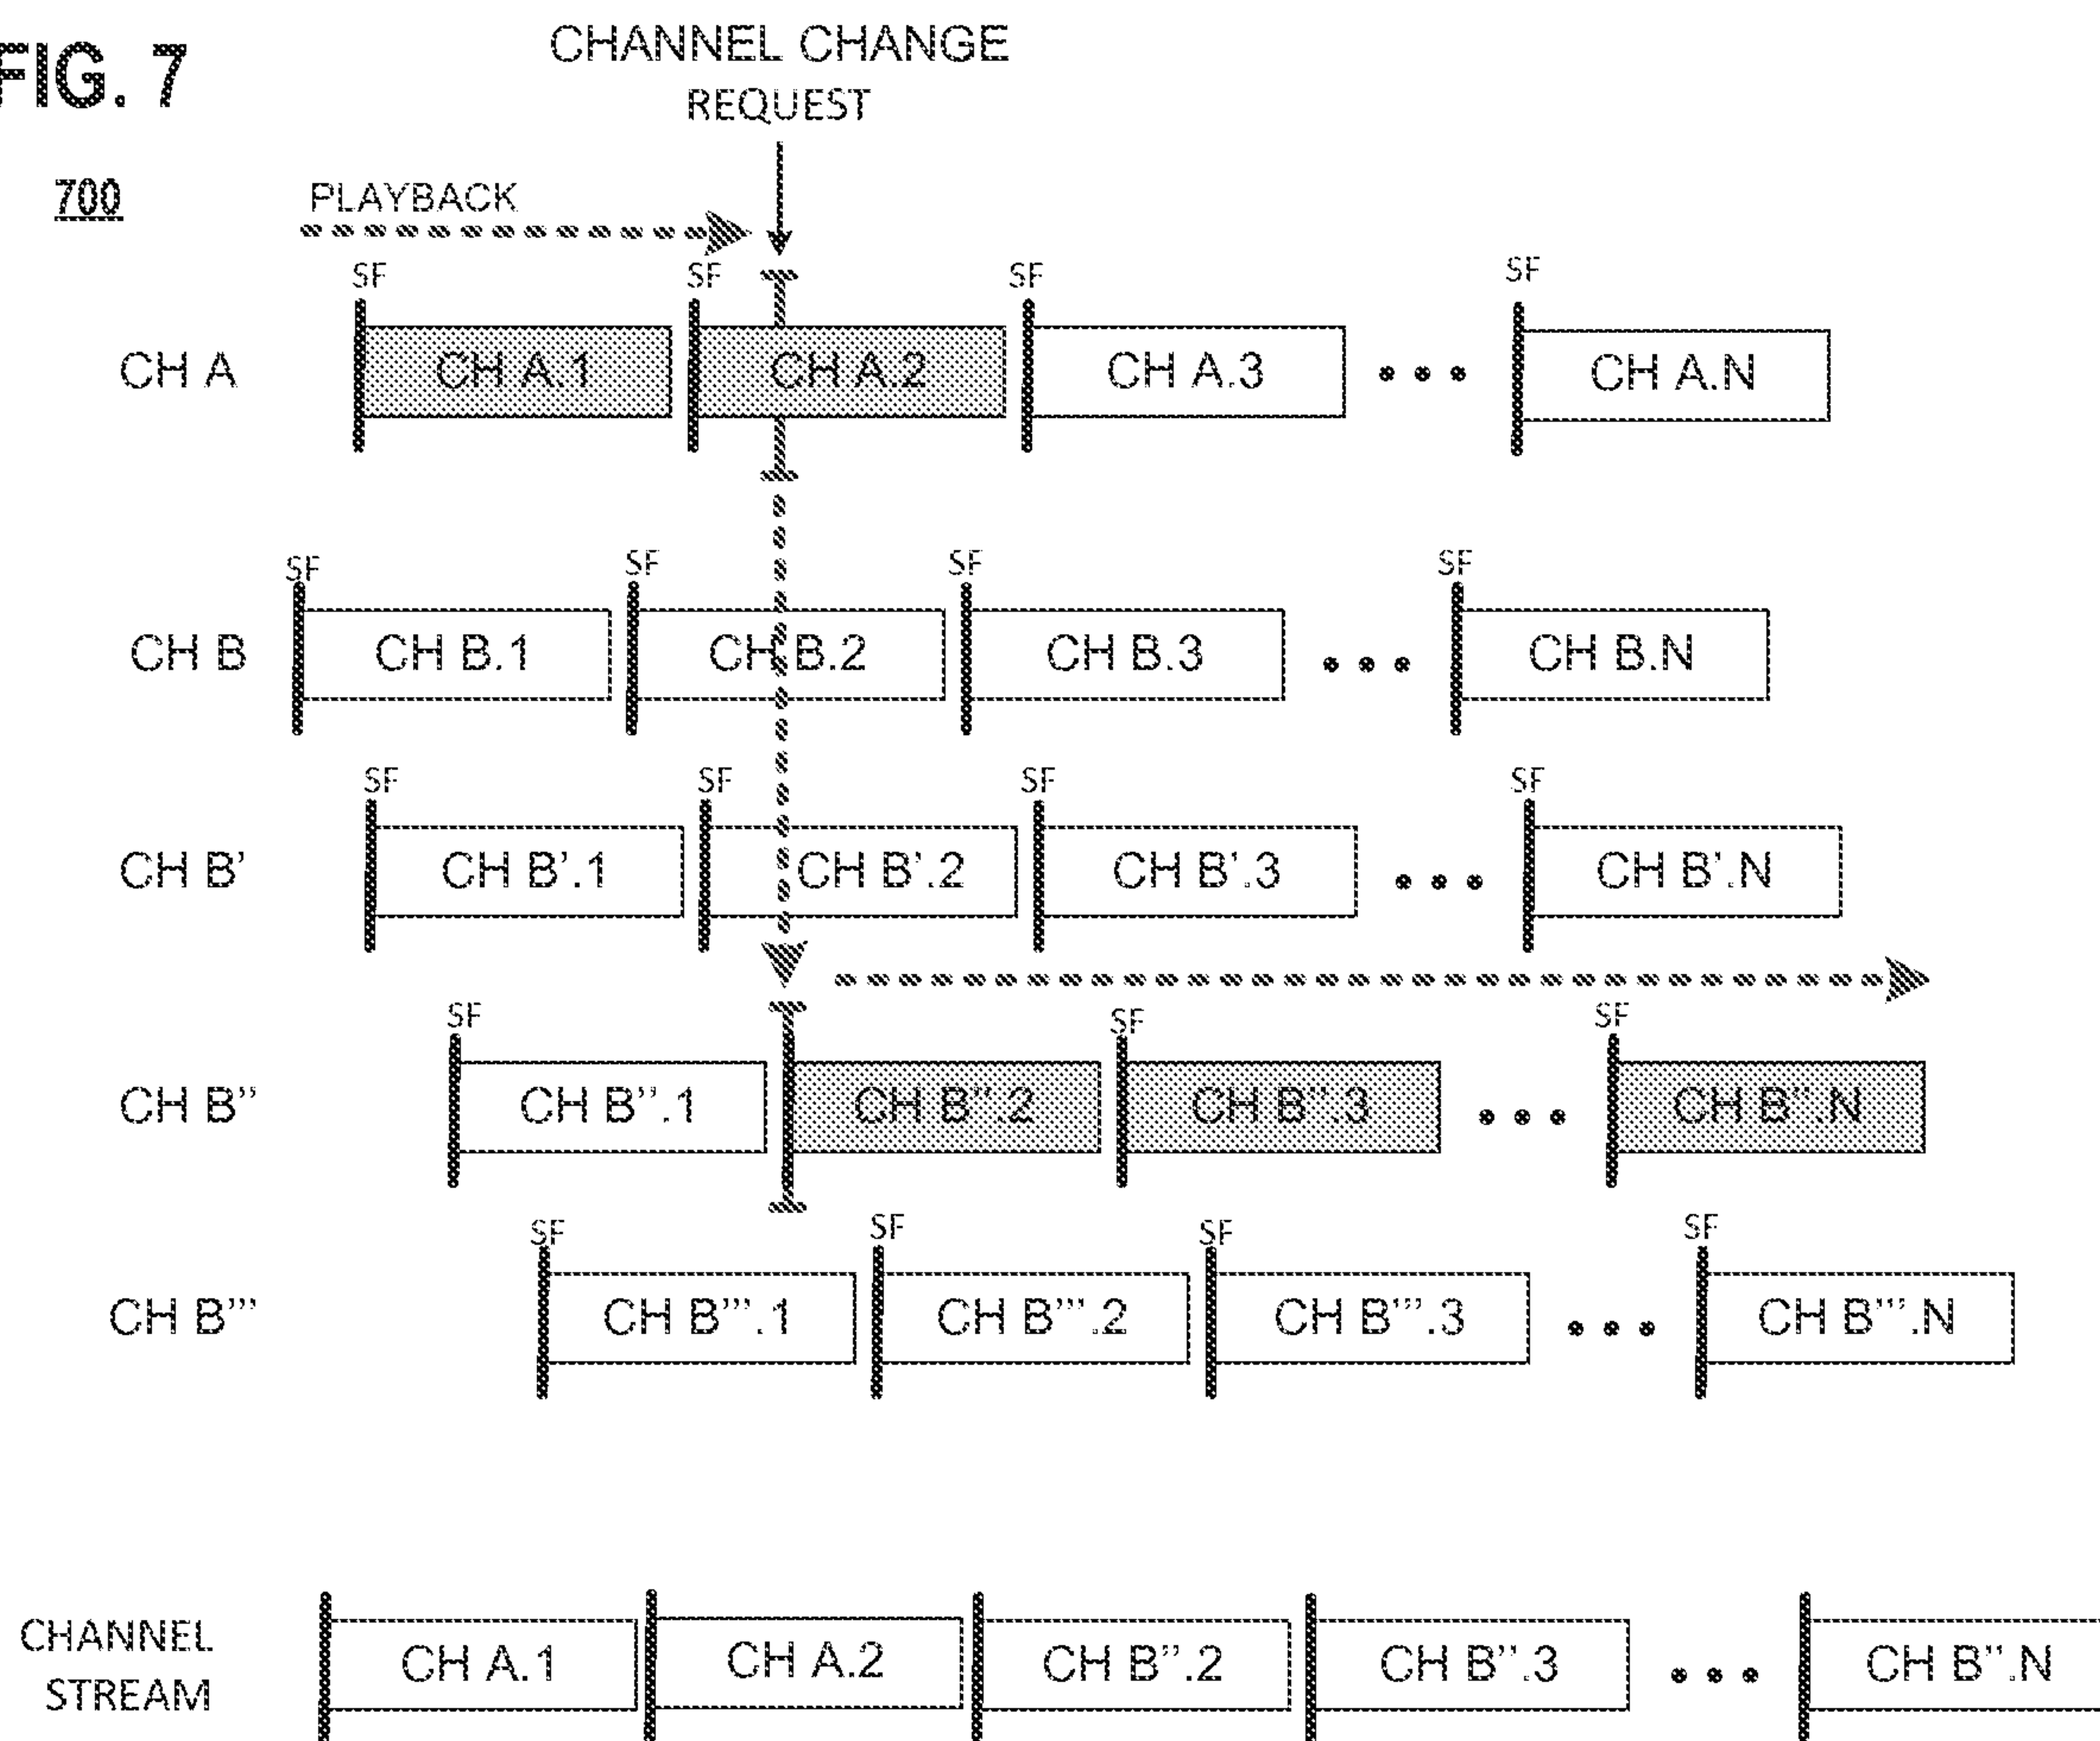 FIG. 7
CHANNEL CHANGE
REQUEST
700
PLAYBACK
SF SF SF SF
CH A CH A.1 CH A.2 CH A.3 CH A.N
SF SF SF SF
CH B CH B.1 CH B.2 CH B.3 CH B.N
SF SF SF SF
CH B' CH B'.1 CH B'.2 CH B'.3 CH B'.N
SF SF SF
CH B'' CH B''.1 CH B''.2 CH B''.3 CH B''.N
SF SF SF SF
CH B''' CH B'''.1 CH B'''.2 CH B'''.3 CH B'''.N
CHANNEL
STREAM
CH A.1 CH A.2 CH B''.2 CH B''.3 CH B''.N